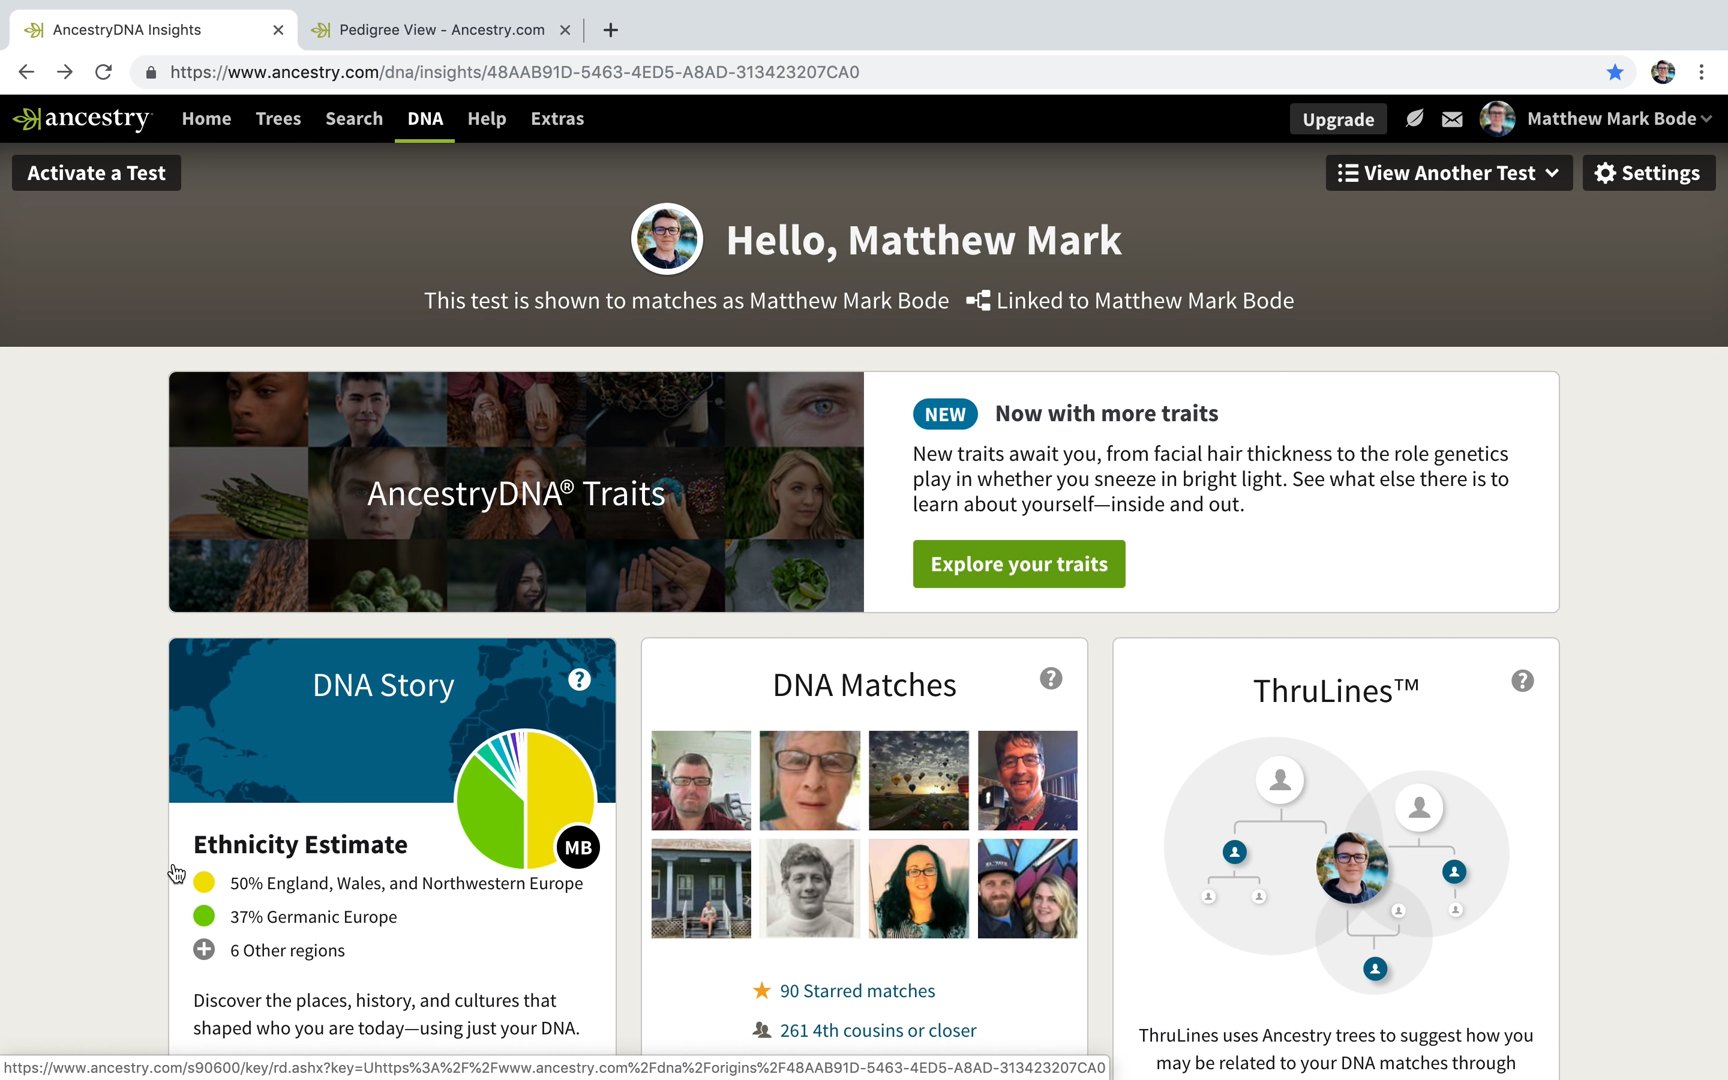 AncestryDNA Insights
Pedigree View - Ancestry.com
https://www.ancestry.com/dna/insights/48AAB91D-5463-4ED5-A8AD-313423207CA0
ancestry
Home Trees Search DNA Help Extras
Upgrade
Matthew Mark Bode
Activate a Test
View Another Test
Settings
Hello, Matthew Mark
This test is shown to matches as Matthew Mark Bode Linked to Matthew Mark Bode
AncestryDNA® Traits
NEW Now with more traits
New traits await you, from facial hair thickness to the role genetics
play in whether you sneeze in bright light. See what else there is to
learn about yourself—inside and out.
Explore your traits
DNA Story ?
MB
Ethnicity Estimate
50% England, Wales, and Northwestern Europe
37% Germanic Europe
6 Other regions
Discover the places, history, and cultures that
shaped who you are today—using just your DNA.
DNA Matches ?
90 Starred matches
261 4th cousins or closer
ThruLines™ ?
ThruLines uses Ancestry trees to suggest how you
may be related to your DNA matches through
https://www.ancestry.com/s90600/key/rd.ashx?key=Uhttps%3A%2F%2Fwww.ancestry.com%2Fdna%2Forigins%2F48AAB91D-5463-4ED5-A8AD-313423207CA0